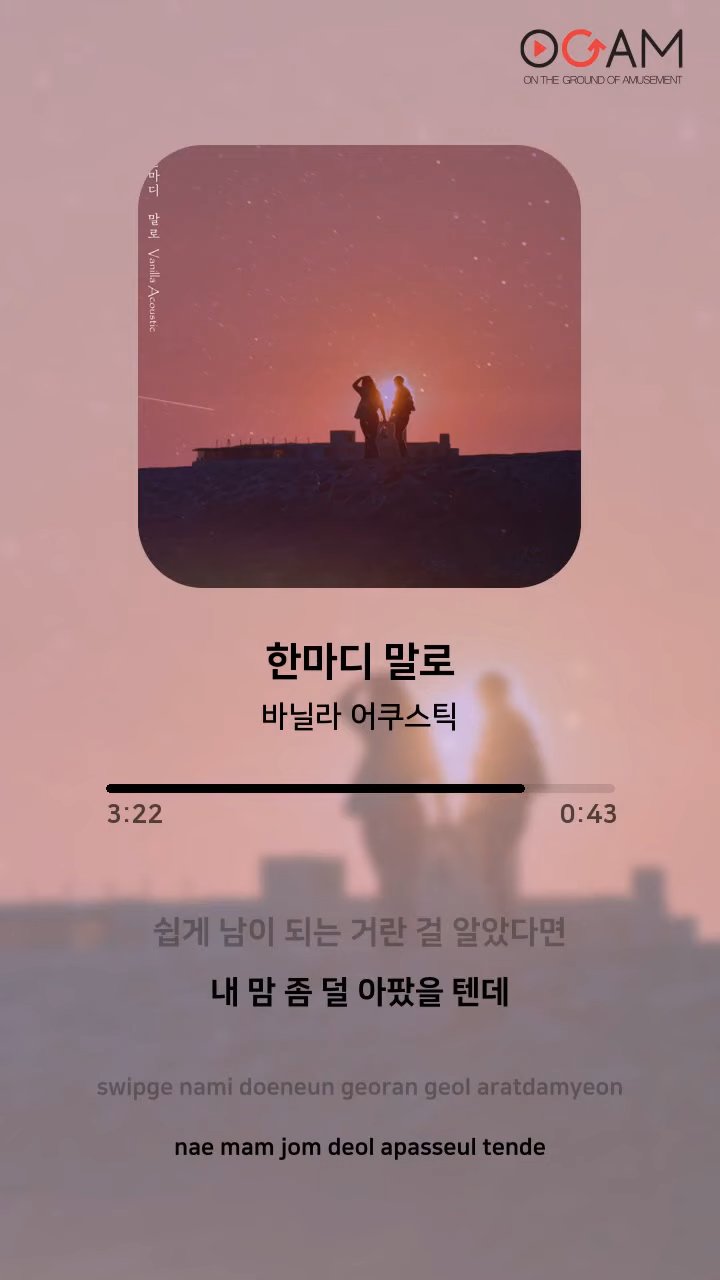 OGAM
ON THE GROUND OF AMUSEMENT
마디 말로 Vanilla Acoustic
한마디 말로
바닐라 어쿠스틱
3:22
0:43
쉽게 남이 되는 거란 걸 알았다면
내 맘 좀 덜 아팠을 텐데
swipge nami doeneun georan geol aratdamyeon
nae mam jom deol apasseul tende